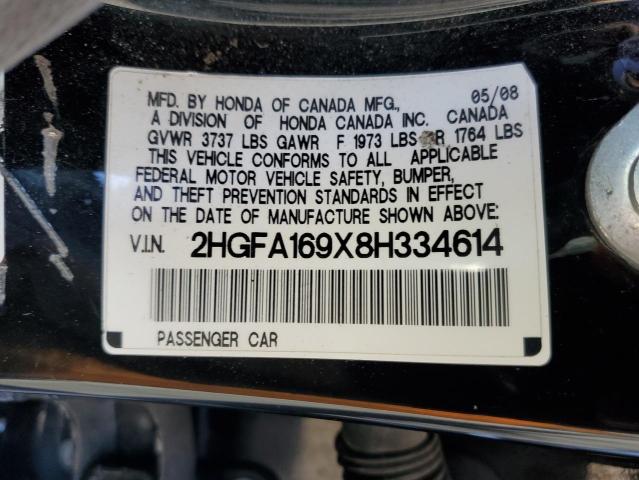 MFD. BY HONDA OF CANADA MFG., 05/08
A DIVISION OF HONDA CANADA INC. CANADA
GVWR 3737 LBS GAWR F 1973 LBS R 1764 LBS
THIS VEHICLE CONFORMS TO ALL APPLICABLE
FEDERAL MOTOR VEHICLE SAFETY, BUMPER,
AND THEFT PREVENTION STANDARDS IN EFFECT
ON THE DATE OF MANUFACTURE SHOWN ABOVE:
V.I.N. 2HGFA169X8H334614
PASSENGER CAR